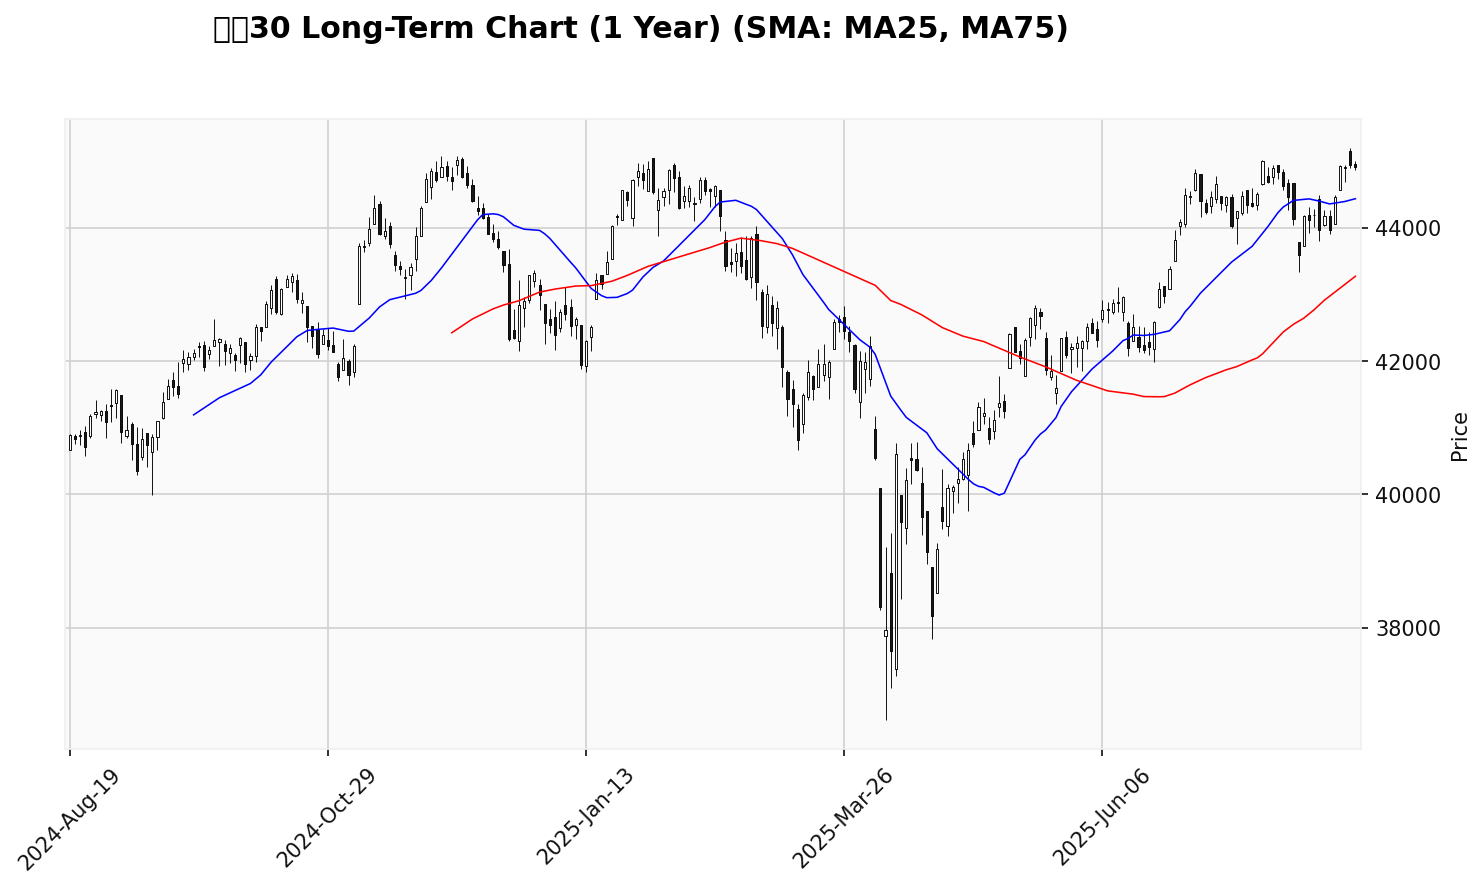 30 Long-Term Chart (1 Year) (SMA: MA25, MA75)
44000
42000
40000
38000
Price
2024-Aug-19
2024-Oct-29
2025-Jan-13
2025-Mar-26
2025-Jun-06